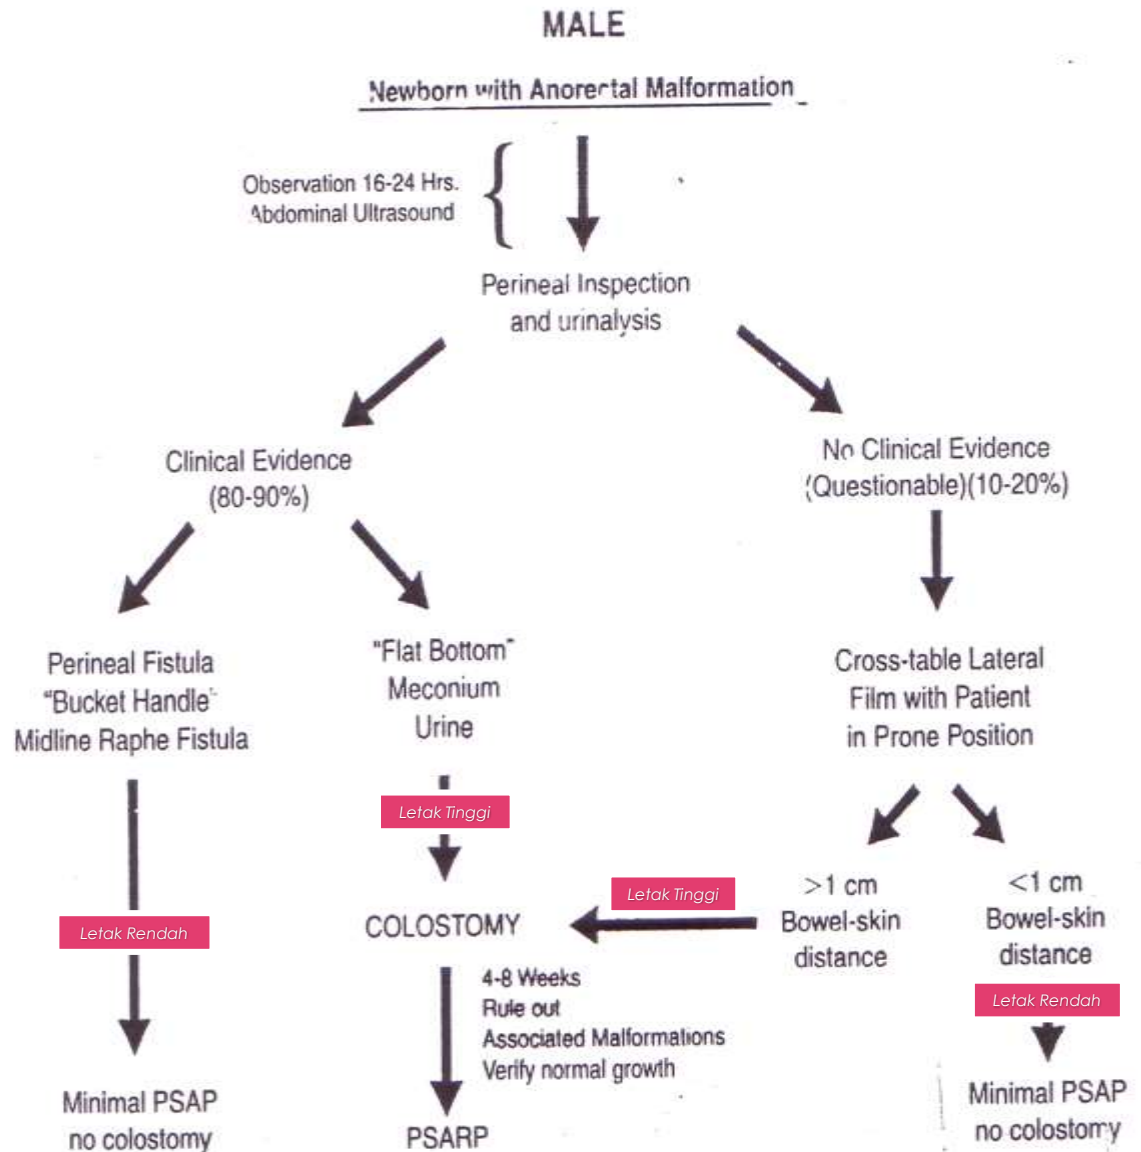 MALE
Newborn with Anorectal Malformation
Observation 16-24 Hrs.
Abdominal Ultrasound
Perineal Inspection
and urinalysis
Clinical Evidence
(80-90%)
No Clinical Evidence
(Questionable)(10-20%)
Perineal Fistula
"Bucket Handle"
Midline Raphe Fistula
"Flat Bottom"
Meconium
Urine
Cross-table Lateral
Film with Patient
in Prone Position
Letak Tinggi
Letak Rendah
COLOSTOMY
Letak Tinggi
>1 cm
Bowel-skin
distance
<1 cm
Bowel-skin
distance
Letak Rendah
4-8 Weeks
Rule out
Associated Malformations
Verify normal growth
Minimal PSAP
no colostomy
PSARP
Minimal PSAP
no colostomy